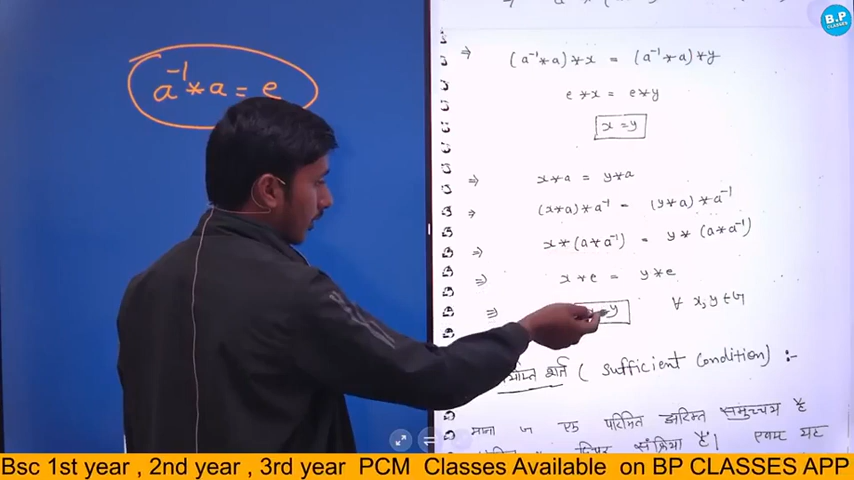 B.P
CLASSES
a⁻¹ * a = e
⇒ (a⁻¹*a)*x = (a⁻¹*a)*y
e*x = e*y
x = y
⇒ x*a = y*a
⇒ (x*a)*a⁻¹ = (y*a)*a⁻¹
⇒ x*(a*a⁻¹) = y*(a*a⁻¹)
⇒ x*e = y*e
⇒ = y ∀ x, y ∈ G
शर्त ( Sufficient Condition) :-
माना G एक परिमित अरिक्त समुच्चय है
संक्रिया है। एवम यह
Bsc 1st year , 2nd year , 3rd year PCM Classes Available on BP CLASSES APP